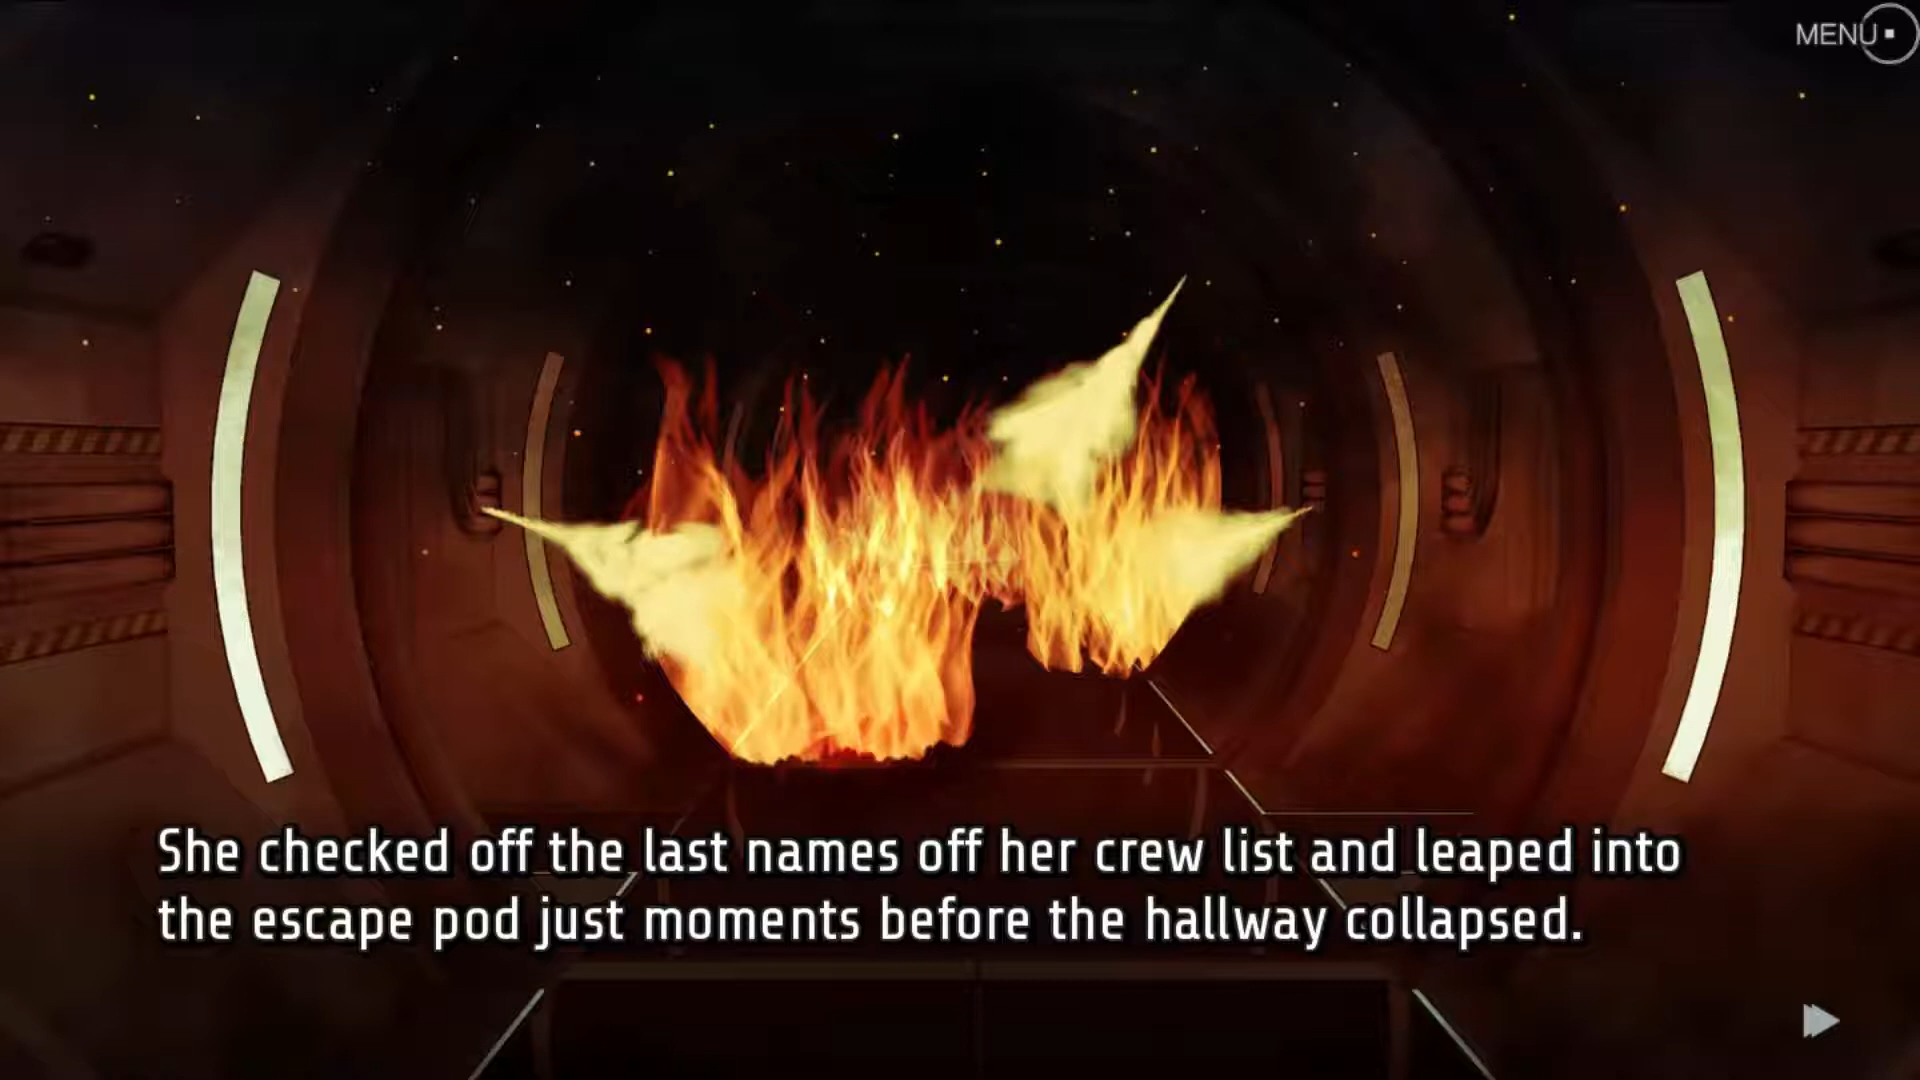 MENU
She checked off the last names off her crew list and leaped into
the escape pod just moments before the hallway collapsed.